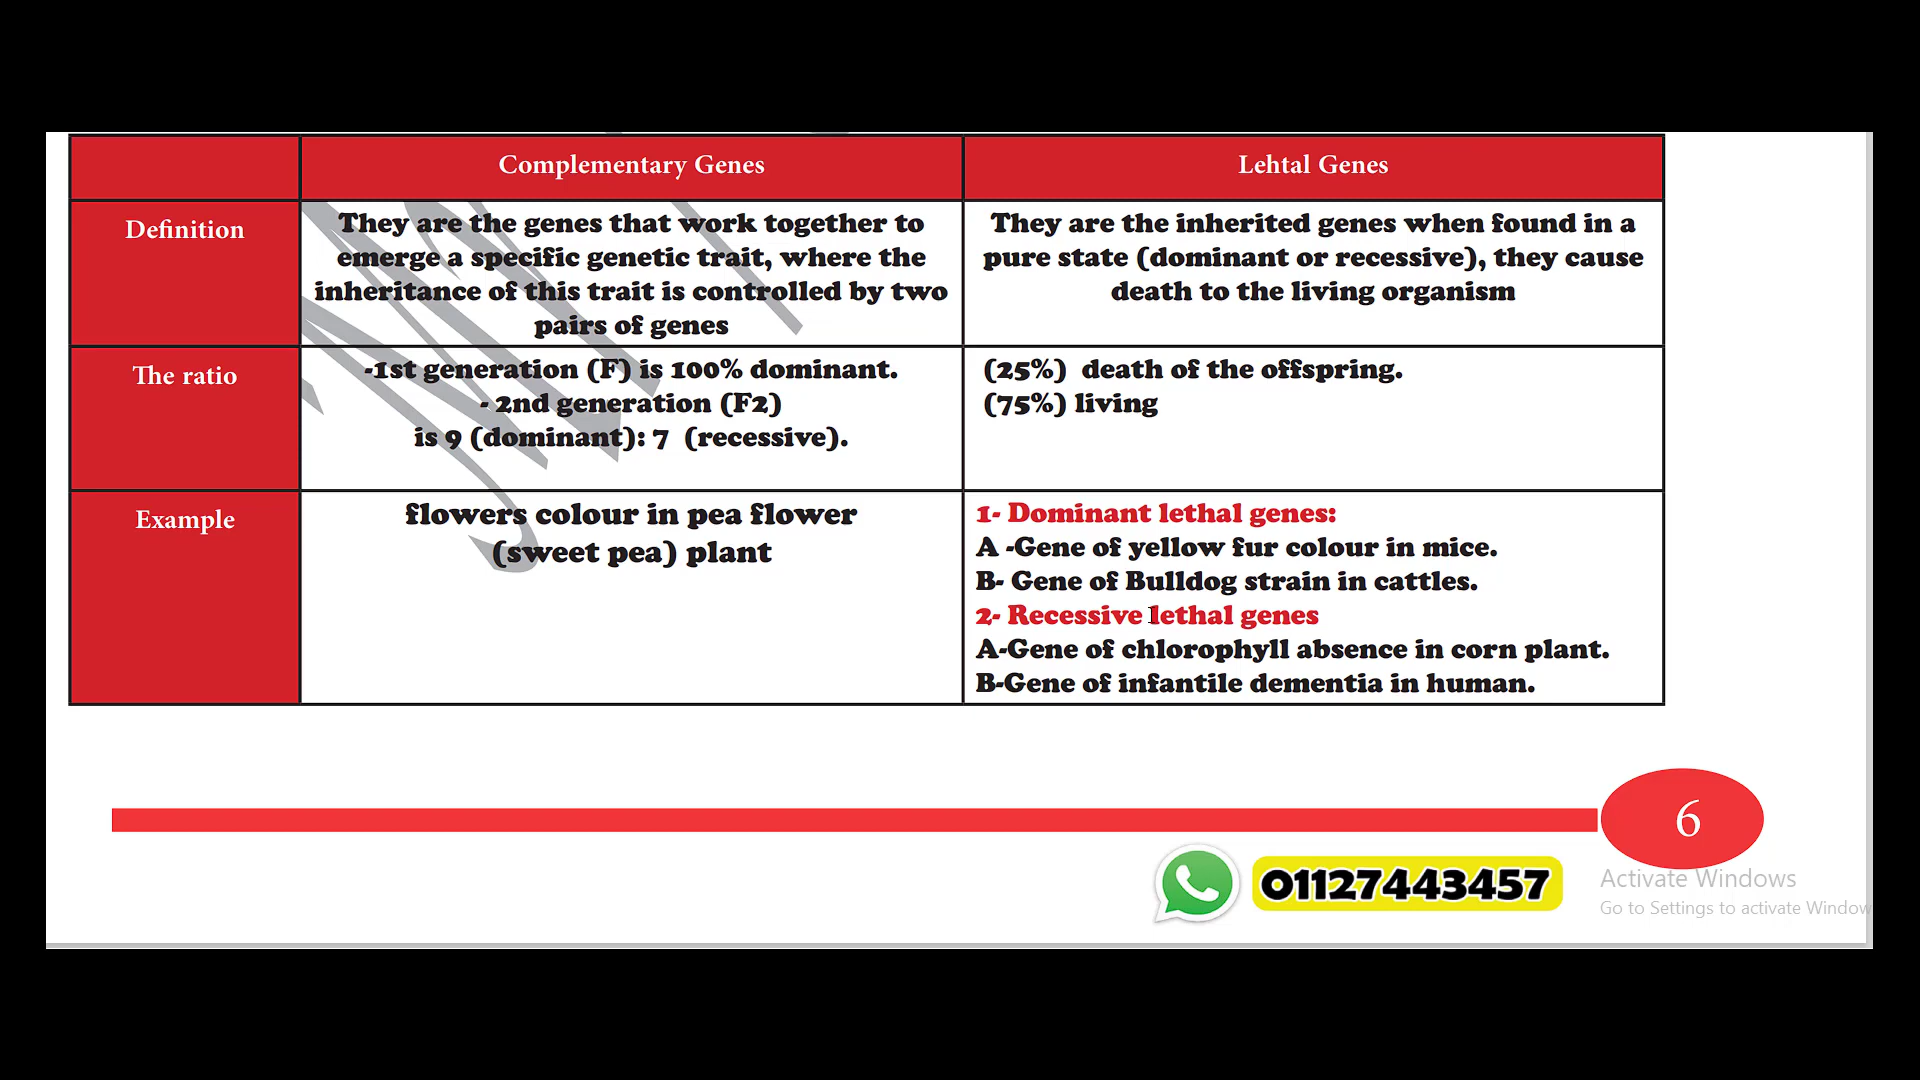 Complementary Genes
Lehtal Genes
Definition
They are the genes that work together to
emerge a specific genetic trait, where the
inheritance of this trait is controlled by two
pairs of genes
They are the inherited genes when found in a
pure state (dominant or recessive), they cause
death to the living organism
The ratio
-1st generation (F) is 100% dominant.
- 2nd generation (F2)
is 9 (dominant): 7 (recessive).
(25%) death of the offspring.
(75%) living
Example
flowers colour in pea flower
(sweet pea) plant
1- Dominant lethal genes:
A -Gene of yellow fur colour in mice.
B- Gene of Bulldog strain in cattles.
2- Recessive lethal genes
A-Gene of chlorophyll absence in corn plant.
B-Gene of infantile dementia in human.
6
01127443457
Activate Windows
Go to Settings to activate Window